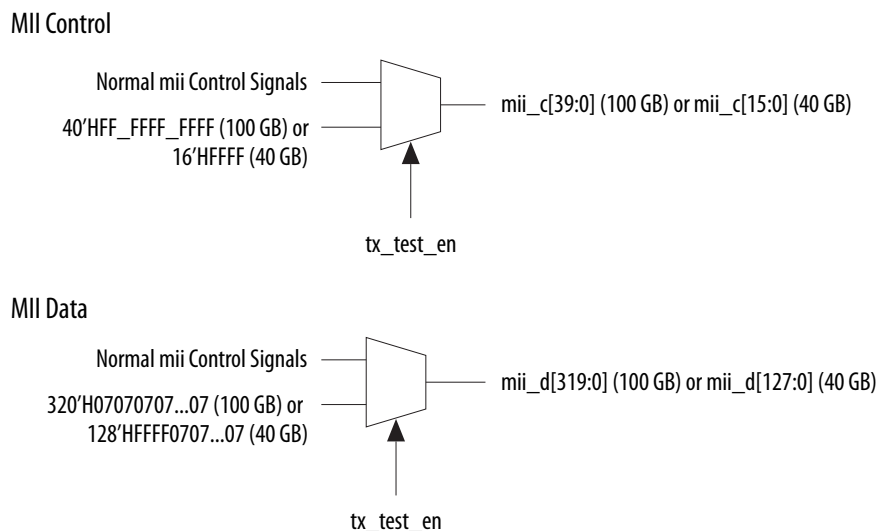 MII Control
Normal mii Control Signals
40'HFF_FFFF_FFFF (100 GB) or
16'HFFFF (40 GB)
mii_c[39:0] (100 GB) or mii_c[15:0] (40 GB)
tx_test_en
MII Data
Normal mii Control Signals
320'H07070707...07 (100 GB) or
128'HFFFF0707...07 (40 GB)
mii_d[319:0] (100 GB) or mii_d[127:0] (40 GB)
tx_test_en